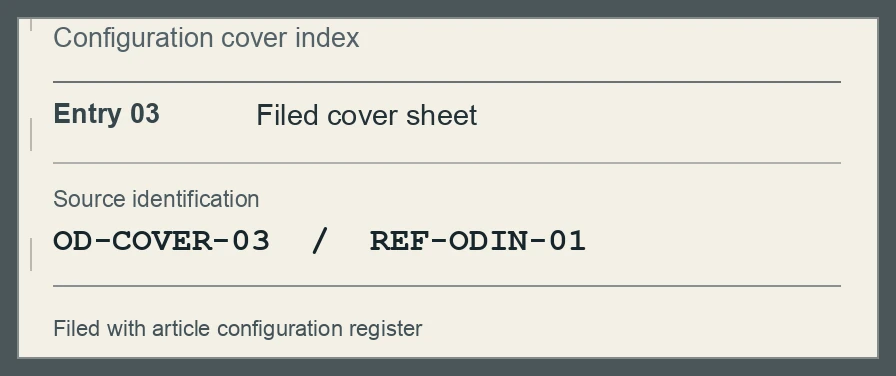 Configuration cover index
Entry 03 Filed cover sheet
Source identification
OD-COVER-03 / REF-ODIN-01
Filed with article configuration register